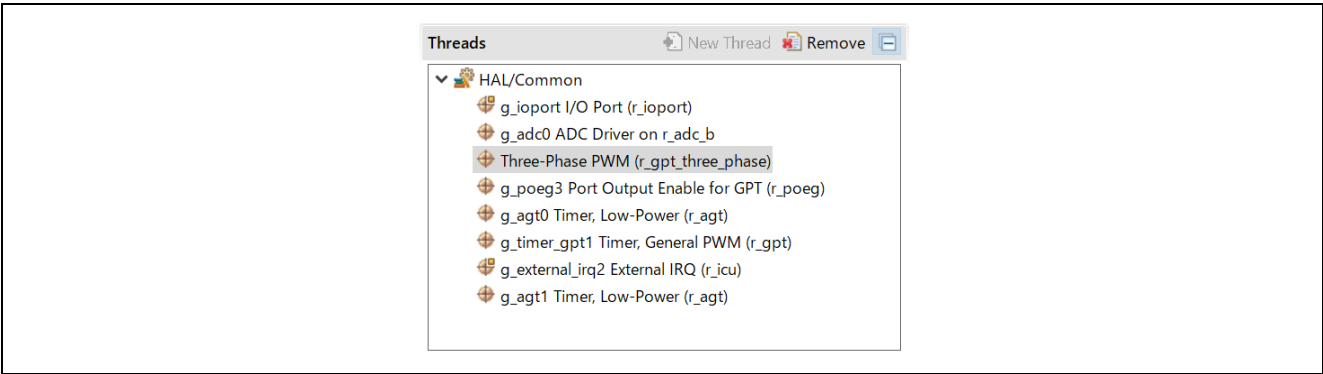 Threads New Thread Remove
HAL/Common
g_ioport I/O Port (r_ioport)
g_adc0 ADC Driver on r_adc_b
Three-Phase PWM (r_gpt_three_phase)
g_poeg3 Port Output Enable for GPT (r_poeg)
g_agt0 Timer, Low-Power (r_agt)
g_timer_gpt1 Timer, General PWM (r_gpt)
g_external_irq2 External IRQ (r_icu)
g_agt1 Timer, Low-Power (r_agt)